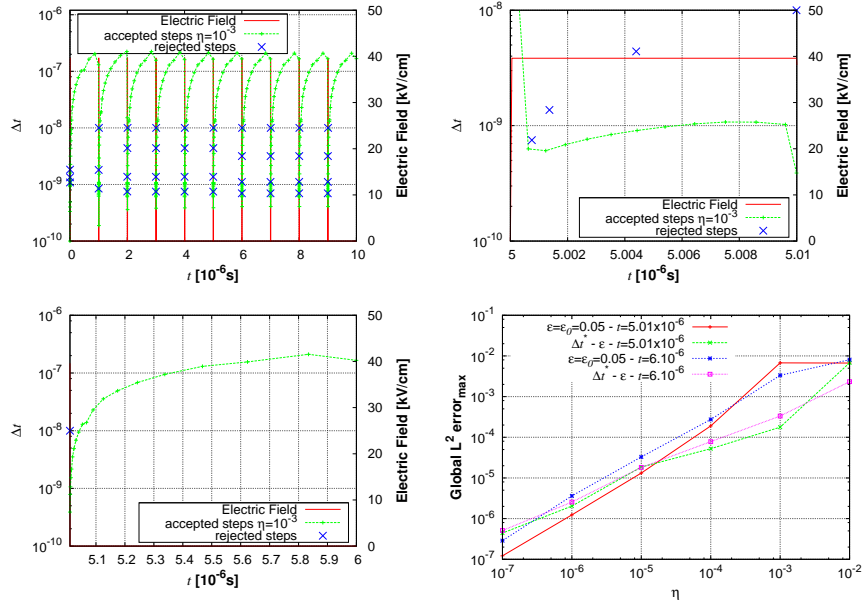 Electric Field
accepted steps η=10⁻³
rejected steps
10⁻⁶
10⁻⁷
10⁻⁸
10⁻⁹
10⁻¹⁰
Δt
0 1 2 3 4 5 6 7 8 9 10
t [10⁻⁶s]
50
40
30
20
10
0
Electric Field [kV/cm]
10⁻⁸
10⁻⁹
10⁻¹⁰
Δt
Electric Field
accepted steps η=10⁻³
rejected steps
5 5.002 5.004 5.006 5.008 5.01
t [10⁻⁶s]
50
40
30
20
10
0
Electric Field [kV/cm]
10⁻⁶
10⁻⁷
10⁻⁸
10⁻⁹
10⁻¹⁰
Δt
Electric Field
accepted steps η=10⁻³
rejected steps
5.1 5.2 5.3 5.4 5.5 5.6 5.7 5.8 5.9 6
t [10⁻⁶s]
50
40
30
20
10
0
Electric Field [kV/cm]
ε=ε₀=0.05 - t=5.01x10⁻⁶
Δt* - ε - t=5.01x10⁻⁶
ε=ε₀=0.05 - t=6.10⁻⁶
Δt* - ε - t=6.10⁻⁶
10⁻¹
10⁻²
10⁻³
10⁻⁴
10⁻⁵
10⁻⁶
10⁻⁷
Global L² error_max
10⁻⁷ 10⁻⁶ 10⁻⁵ 10⁻⁴ 10⁻³ 10⁻²
η